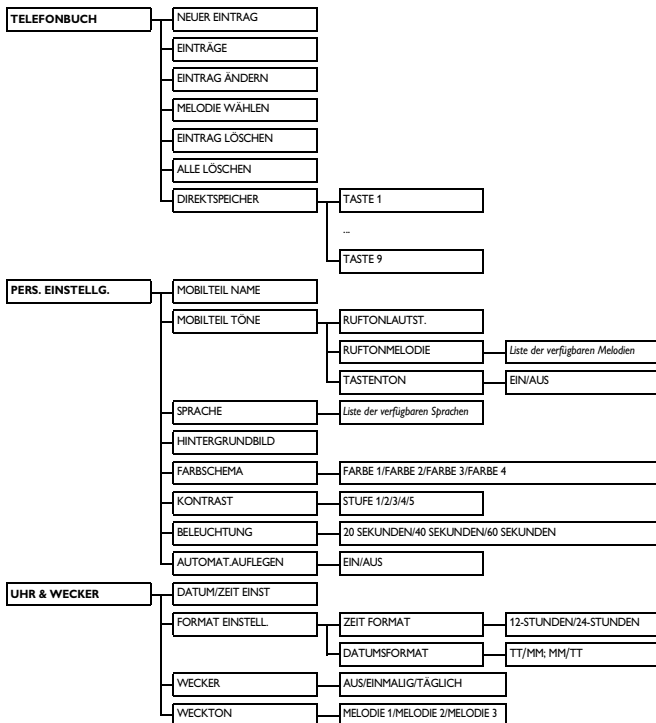 TELEFONBUCH NEUER EINTRAG
EINTRÄGE
EINTRAG ÄNDERN
MELODIE WÄHLEN
EINTRAG LÖSCHEN
ALLE LÖSCHEN
DIREKTSPEICHER TASTE 1
...
TASTE 9
PERS. EINSTELLG. MOBILTEIL NAME
MOBILTEIL TÖNE RUFTONLAUTST.
RUFTONMELODIE Liste der verfügbaren Melodien
TASTENTON EIN/AUS
SPRACHE Liste der verfügbaren Sprachen
HINTERGRUNDBILD
FARBSCHEMA FARBE 1/FARBE 2/FARBE 3/FARBE 4
KONTRAST STUFE 1/2/3/4/5
BELEUCHTUNG 20 SEKUNDEN/40 SEKUNDEN/60 SEKUNDEN
AUTOMAT.AUFLEGEN EIN/AUS
UHR & WECKER DATUM/ZEIT EINST
FORMAT EINSTELL. ZEIT FORMAT 12-STUNDEN/24-STUNDEN
DATUMSFORMAT TT/MM; MM/TT
WECKER AUS/EINMALIG/TÄGLICH
WECKTON MELODIE 1/MELODIE 2/MELODIE 3